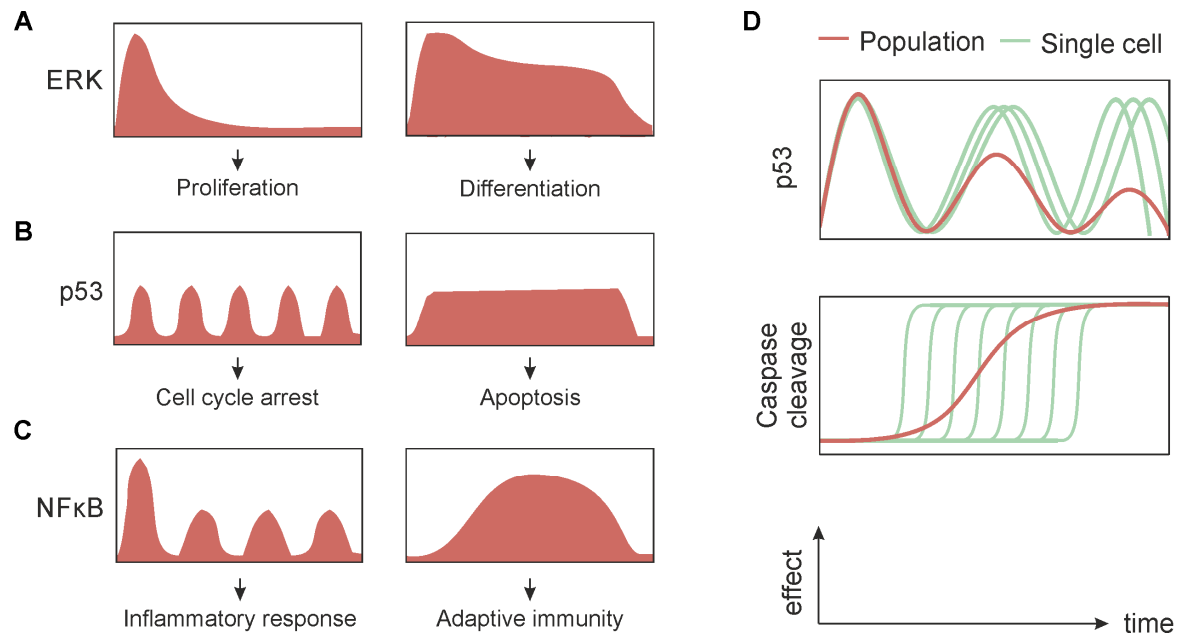 A
ERK
Proliferation
Differentiation
B
p53
Cell cycle arrest
Apoptosis
C
NFκB
Inflammatory response
Adaptive immunity
D
Population
Single cell
p53
Caspase
cleavage
effect
time